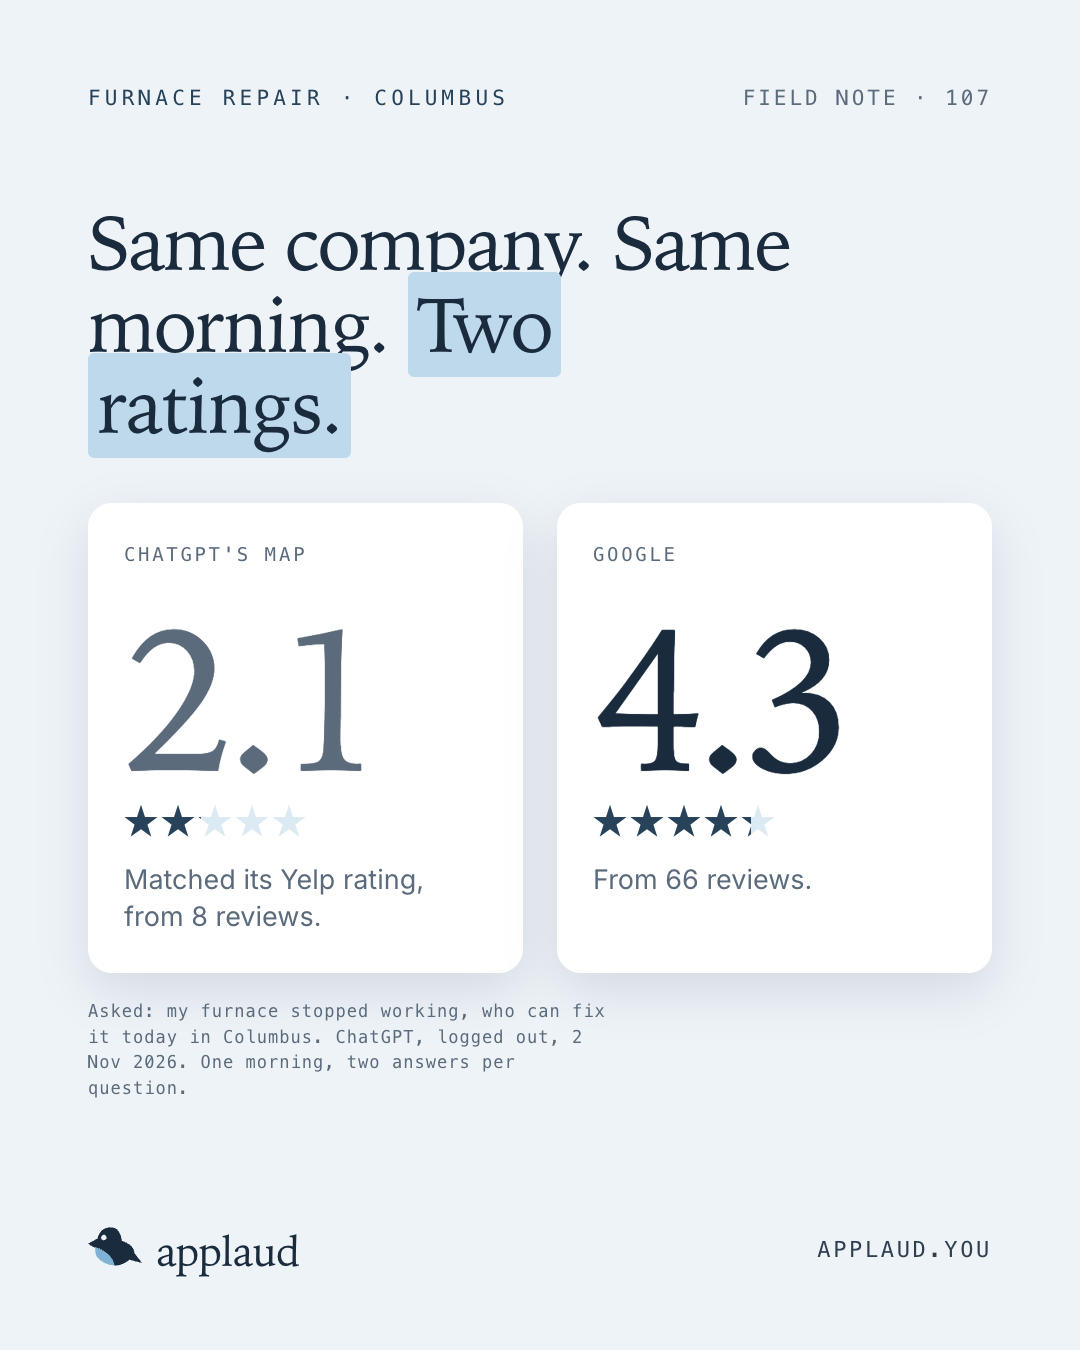 FURNACE REPAIR · COLUMBUS
FIELD NOTE · 107
Same company. Same
morning. Two
ratings.
CHATGPT'S MAP
2.1
Matched its Yelp rating,
from 8 reviews.
GOOGLE
4.3
From 66 reviews.
Asked: my furnace stopped working, who can fix
it today in Columbus. ChatGPT, logged out, 2
Nov 2026. One morning, two answers per
question.
applaud
APPLAUD.YOU